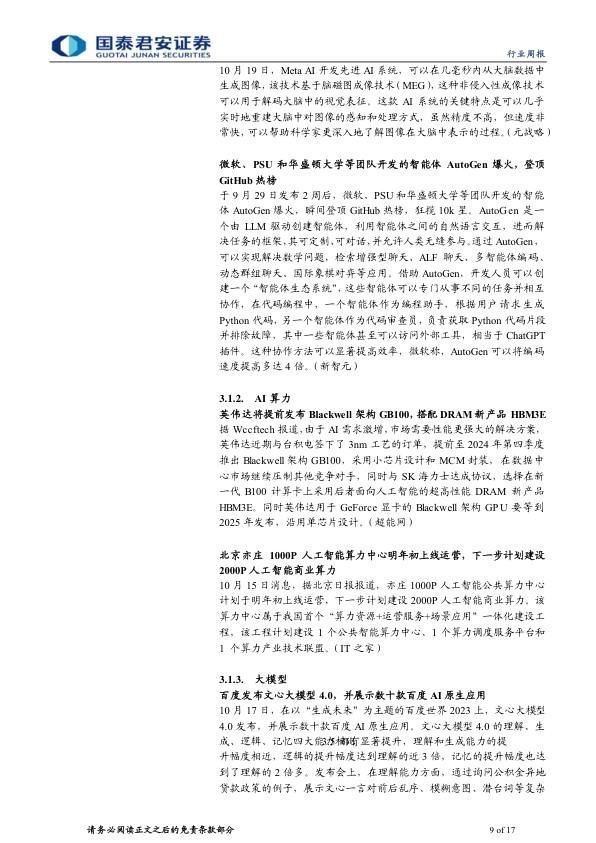 国泰君安证券
GUOTAI JUNAN SECURITIES
行业周报
10 月 19 日，Meta AI 开发先进 AI 系统，可以在几毫秒内从大脑数据中
生成图像，该技术基于脑磁图成像技术（MEG），这种非侵入性成像技术
可以用于解码大脑中的视觉表征。这款 AI 系统的关键特点是可以几乎
实时地重建大脑中对图像的感知和处理方式，虽然精度不高，但速度非
常快，可以帮助科学家更深入地了解图像在大脑中表示的过程。（元战略）
微软、PSU 和华盛顿大学等团队开发的智能体 AutoGen 爆火，登顶
GitHub 热榜
于 9 月 29 日发布 2 周后，微软、PSU 和华盛顿大学等团队开发的智能
体 AutoGen 爆火，瞬间登顶 GitHub 热榜，狂揽 10k 星。AutoGen 是一
个由 LLM 驱动创建智能体，利用智能体之间的自然语言交互，进而解
决任务的框架，其可定制、可对话，并允许人类无缝参与。通过 AutoGen，
可以实现解决数学问题，检索增强型聊天、ALF 聊天、多智能体编码、
动态群组聊天、国际象棋对弈等应用。借助 AutoGen，开发人员可以创
建一个“智能体生态系统”，这些智能体可以专门从事不同的任务并相互
协作，在代码编程中，一个智能体作为编程助手，根据用户请求生成
Python 代码，另一个智能体作为代码审查员，负责获取 Python 代码片段
并排除故障，其中一些智能体甚至可以访问外部工具，相当于 ChatGPT
插件。这种协作方法可以显著提高效率，微软称，AutoGen 可以将编码
速度提高多达 4 倍。（新智元）
3.1.2. AI 算力
英伟达将提前发布 Blackwell 架构 GB100，搭配 DRAM 新产品 HBM3E
据 Wccftech 报道，由于 AI 需求激增，市场需要性能更强大的解决方案，
英伟达近期与台积电签下了 3nm 工艺的订单，提前至 2024 年第四季度
推出 Blackwell 架构 GB100，采用小芯片设计和 MCM 封装，在数据中
心市场继续压制其他竞争对手，同时与 SK 海力士达成协议，选择在新
一代 B100 计算卡上采用后者面向人工智能的超高性能 DRAM 新产品
HBM3E。同时英伟达用于 GeForce 显卡的 Blackwell 架构 GPU 要等到
2025 年发布，沿用单芯片设计。（超能网）
北京亦庄 1000P 人工智能算力中心明年初上线运营，下一步计划建设
2000P 人工智能商业算力
10 月 15 日消息，据北京日报报道，亦庄 1000P 人工智能公共算力中心
计划于明年初上线运营，下一步计划建设 2000P 人工智能商业算力。该
算力中心属于我国首个“算力资源+运营服务+场景应用”一体化建设工
程，该工程计划建设 1 个公共智能算力中心、1 个算力调度服务平台和
1 个算力产业技术联盟。（IT 之家）
3.1.3. 大模型
百度发布文心大模型 4.0，并展示数十款百度 AI 原生应用
10 月 17 日，在以“生成未来”为主题的百度世界 2023 上，文心大模型
4.0 发布，并展示数十款百度 AI 原生应用。文心大模型 4.0 的理解、生
成、逻辑、记忆四大能力都有显著提升，理解和生成能力的提
升幅度相近，逻辑的提升幅度达到理解的近 3 倍，记忆的提升幅度也达
到了理解的 2 倍多。发布会上，在理解能力方面，通过询问公积金异地
贷款政策的例子，展示文心一言对前后乱序、模糊意图、潜台词等复杂
请务必阅读正文之后的免责条款部分
9 of 17